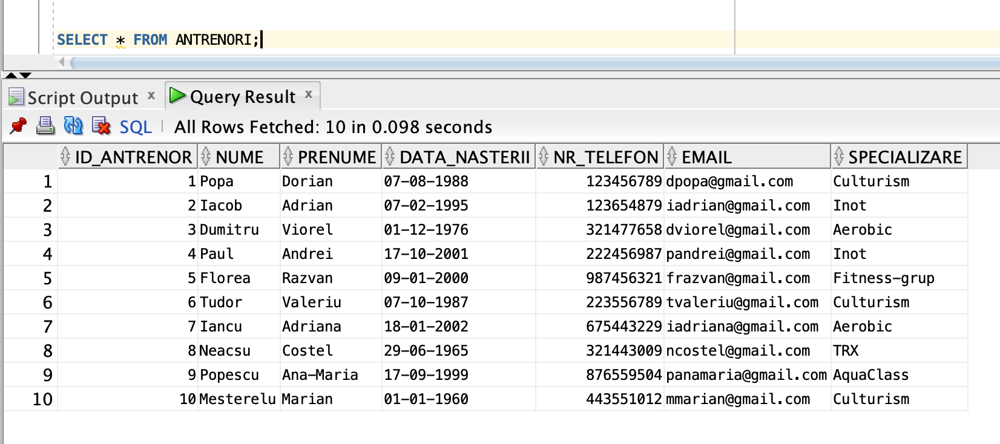 SELECT * FROM ANTRENORI;
Script Output x Query Result x
SQL All Rows Fetched: 10 in 0.098 seconds
ID_ANTRENOR NUME PRENUME DATA_NASTERII NR_TELEFON EMAIL SPECIALIZARE
1 1 Popa Dorian 07-08-1988 123456789 dpopa@gmail.com Culturism
2 2 Iacob Adrian 07-02-1995 123654879 iadrian@gmail.com Inot
3 3 Dumitru Viorel 01-12-1976 321477658 dviorel@gmail.com Aerobic
4 4 Paul Andrei 17-10-2001 222456987 pandrei@gmail.com Inot
5 5 Florea Razvan 09-01-2000 987456321 frazvan@gmail.com Fitness-grup
6 6 Tudor Valeriu 07-10-1987 223556789 tvaleriu@gmail.com Culturism
7 7 Iancu Adriana 18-01-2002 675443229 iadriana@gmail.com Aerobic
8 8 Neacsu Costel 29-06-1965 321443009 ncostel@gmail.com TRX
9 9 Popescu Ana-Maria 17-09-1999 876559504 panamaria@gmail.com AquaClass
10 10 Mesterelu Marian 01-01-1960 443551012 mmarian@gmail.com Culturism